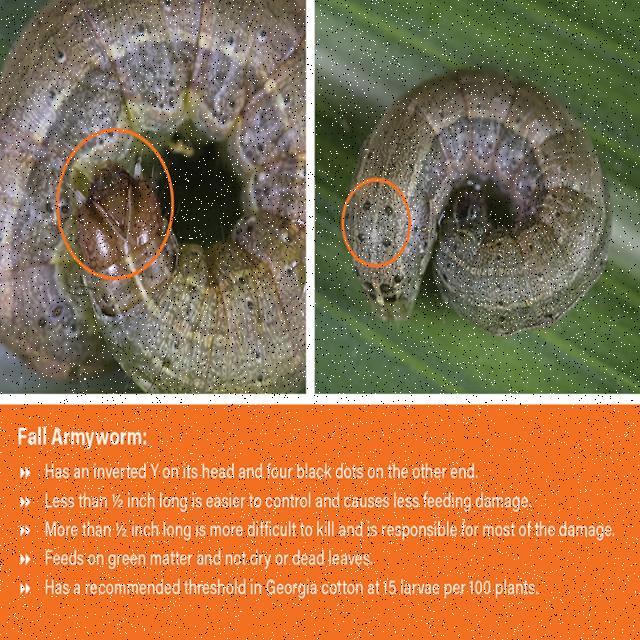 Fall Armyworm:
Has an inverted Y on its head and four black dots on the other end.
Less than ½ inch long is easier to control and causes less feeding damage.
More than ½ inch long is more difficult to kill and is responsible for most of the damage.
Feeds on green matter and not dry or dead leaves.
Has a recommended threshold in Georgia cotton at 15 larvae per 100 plants.